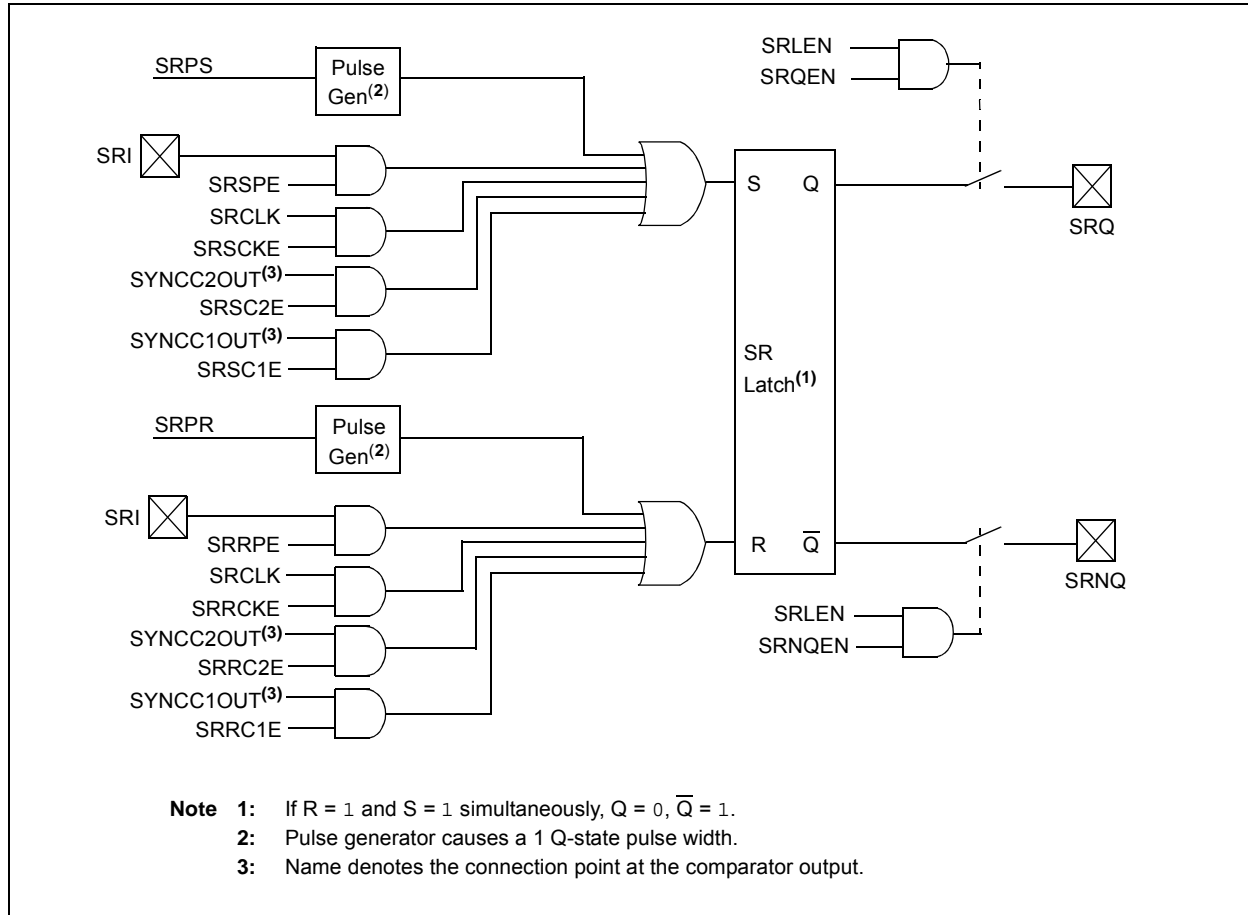 SRPS
Pulse
Gen(2)
SRLEN
SRQEN
SRI
SRSPE
SRCLK
SRSCKE
SYNCC2OUT(3)
SRSC2E
SYNCC1OUT(3)
SRSC1E
S Q
SRQ
SR
Latch(1)
SRPR
Pulse
Gen(2)
SRI
SRRPE
SRCLK
SRRCKE
SYNCC2OUT(3)
SRRC2E
SYNCC1OUT(3)
SRRC1E
R Q̅
SRNQ
SRLEN
SRNQEN
Note 1: If R = 1 and S = 1 simultaneously, Q = 0, Q̅ = 1.
2: Pulse generator causes a 1 Q-state pulse width.
3: Name denotes the connection point at the comparator output.